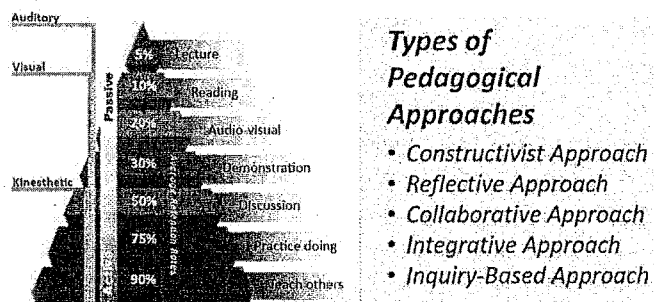 Auditory
Visual
Kinesthetic
Passive
5% Lecture
10% Reading
20% Audio-visual
30% Demonstration
50% Discussion
75% Practice doing
90% Teach others
Average Retention Rates
Types of
Pedagogical
Approaches
• Constructivist Approach
• Reflective Approach
• Collaborative Approach
• Integrative Approach
• Inquiry-Based Approach